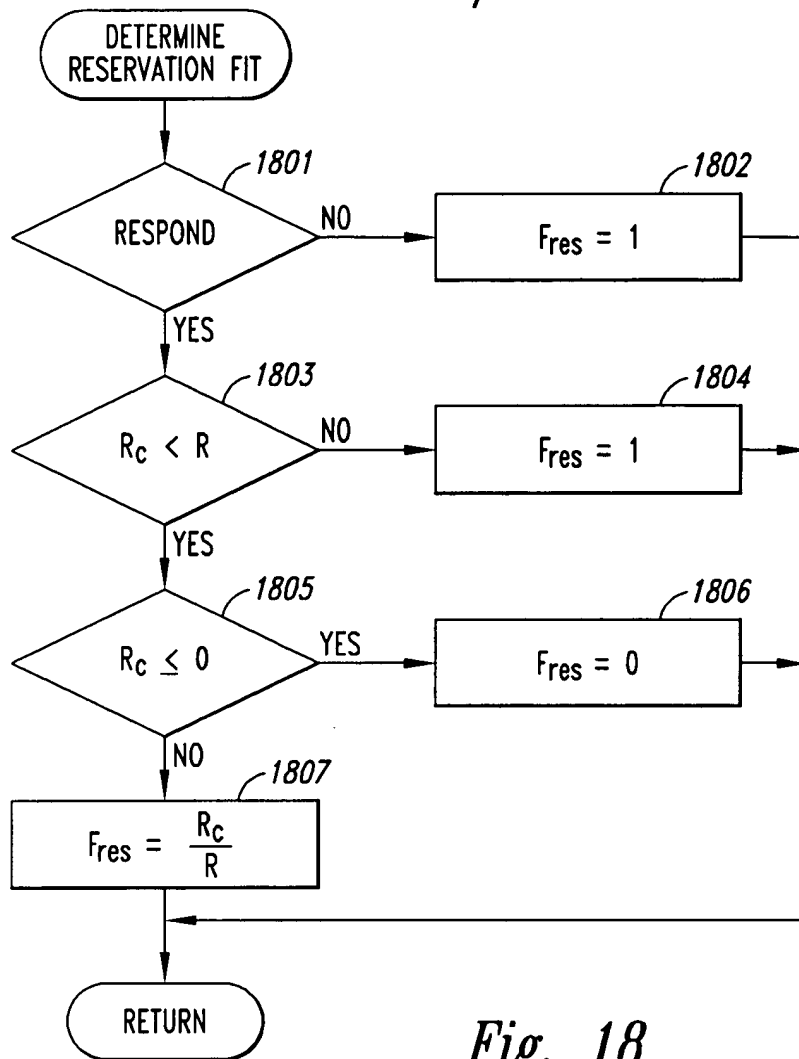 DETERMINE
RESERVATION FIT
1801
RESPOND
NO
1802
Fres = 1
YES
1803
Rc < R
NO
1804
Fres = 1
YES
1805
Rc ≤ 0
YES
1806
Fres = 0
NO
1807
Fres = Rc/R
RETURN
Fig. 18